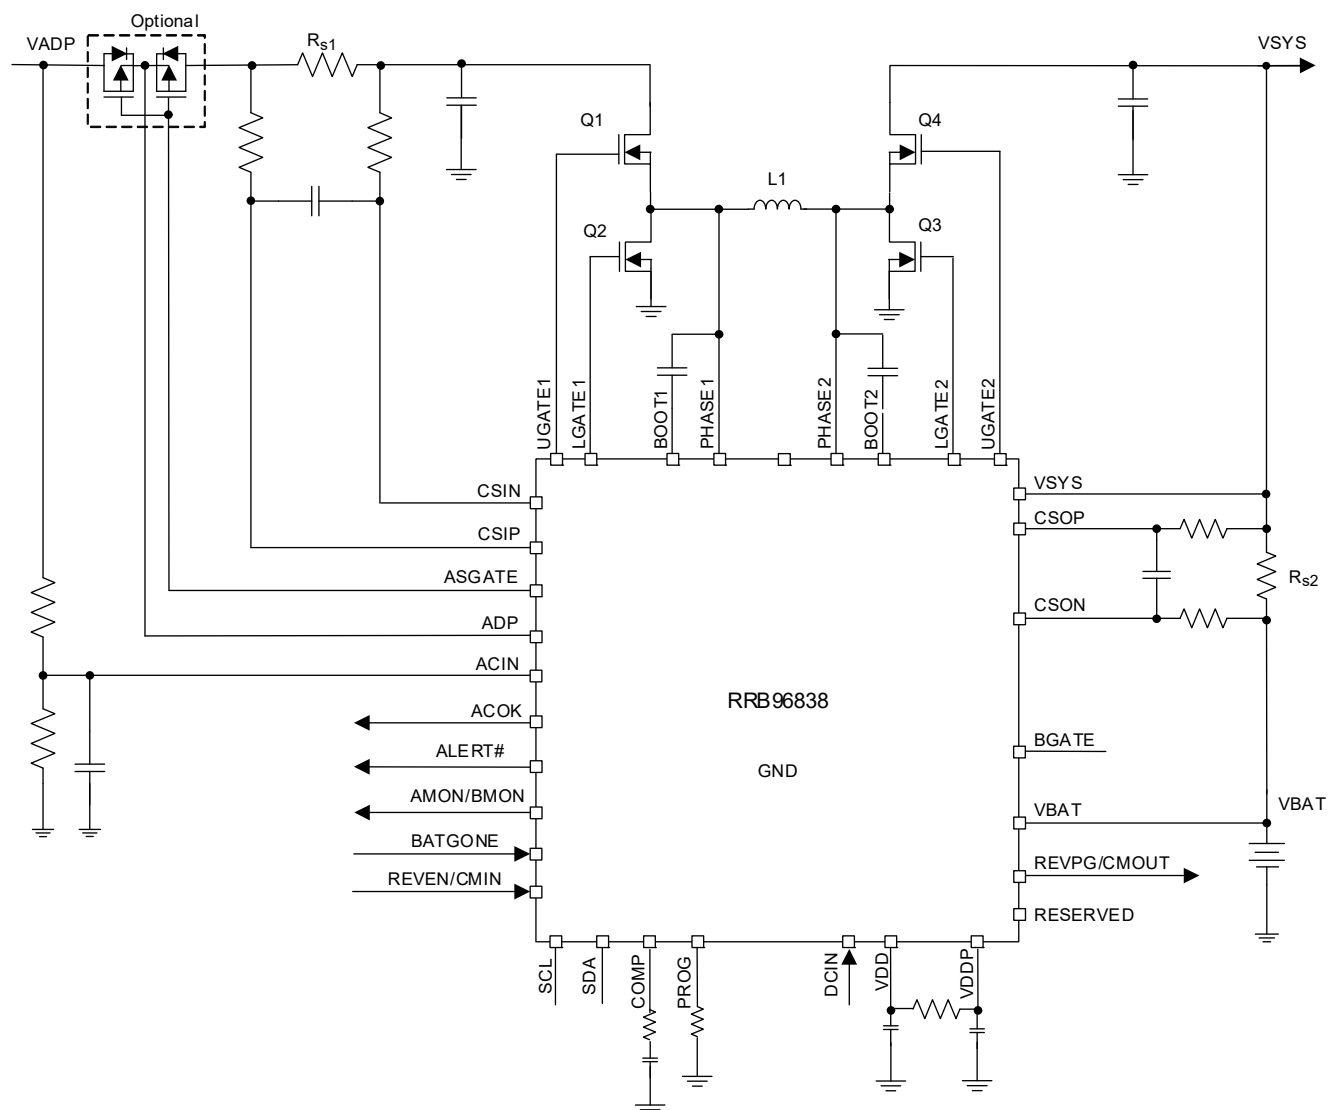 Optional
VADP
Rs1
VSYS
Q1
Q4
L1
Q2
Q3
UGATE1
LGATE1
BOOT1
PHASE1
PHASE2
BOOT2
LGATE2
UGATE2
CSIN
CSIP
ASGATE
ADP
ACIN
ACOK
ALERT#
AMON/BMON
BATGONE
REVEN/CMIN
RRB96838
GND
VSYS
CSOP
Rs2
CSON
BGATE
VBAT
VBAT
REVPG/CMOUT
RESERVED
SCL
SDA
COMP
PROG
DCIN
VDD
VDDP